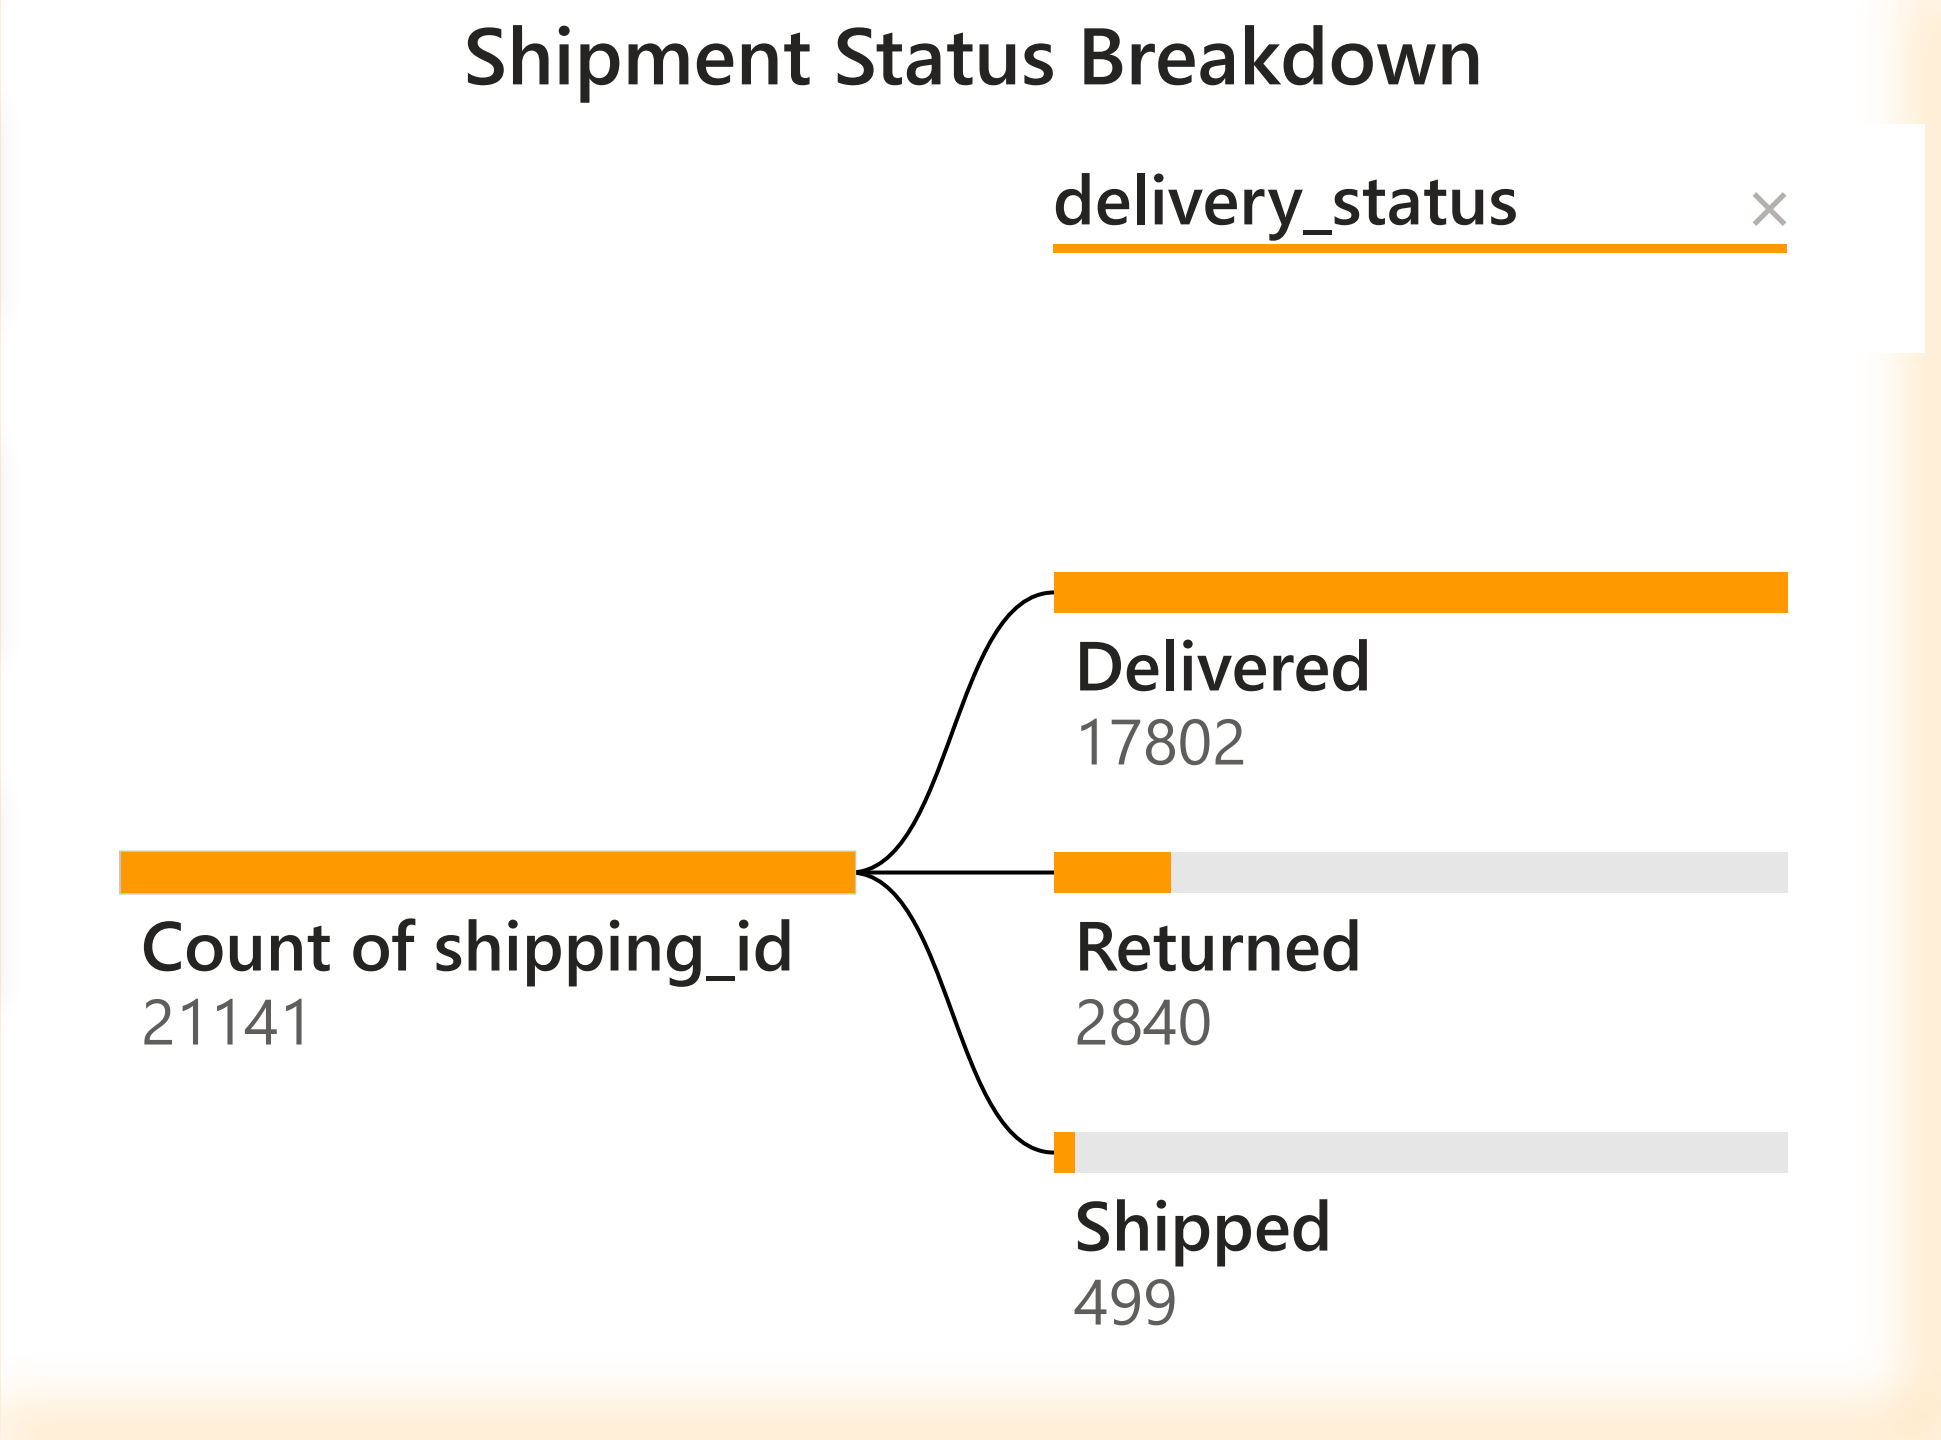 Shipment Status Breakdown
delivery_status ×
Delivered
17802
Count of shipping_id
21141
Returned
2840
Shipped
499